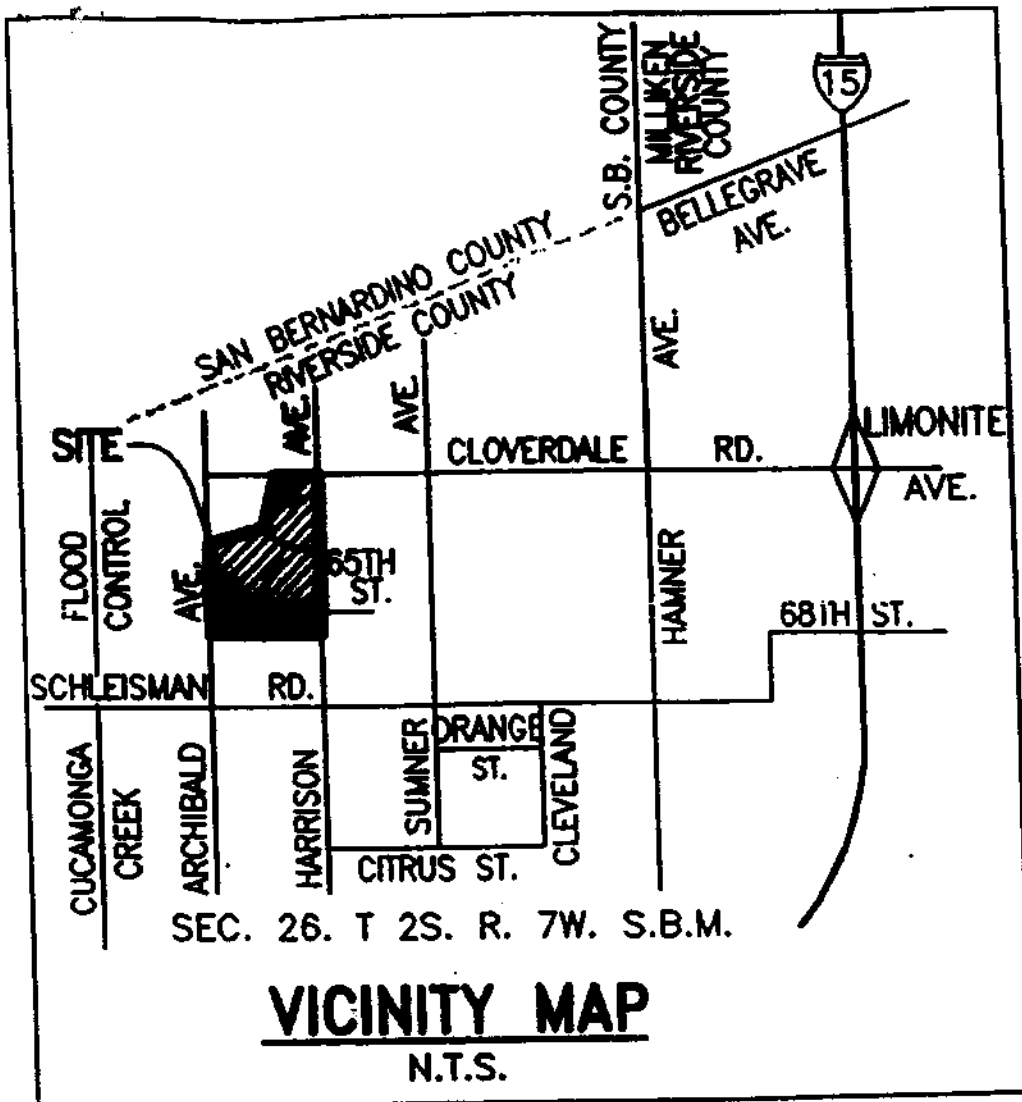 S.B. COUNTY
MILLIKEN
RIVERSIDE
COUNTY
15
BELLEGRAVE
AVE.
SAN BERNARDINO COUNTY
RIVERSIDE COUNTY
AVE.
AVE.
AVE.
SITE
CLOVERDALE RD.
LIMONITE
AVE.
FLOOD
CONTROL
AVE.
65TH
ST.
HAMNER
68TH ST.
SCHLEISMAN RD.
ORANGE
ST.
CUCAMONGA
CREEK
ARCHIBALD
HARRISON
SUMNER
CLEVELAND
CITRUS ST.
SEC. 26. T 2S. R. 7W. S.B.M.
VICINITY MAP
N.T.S.